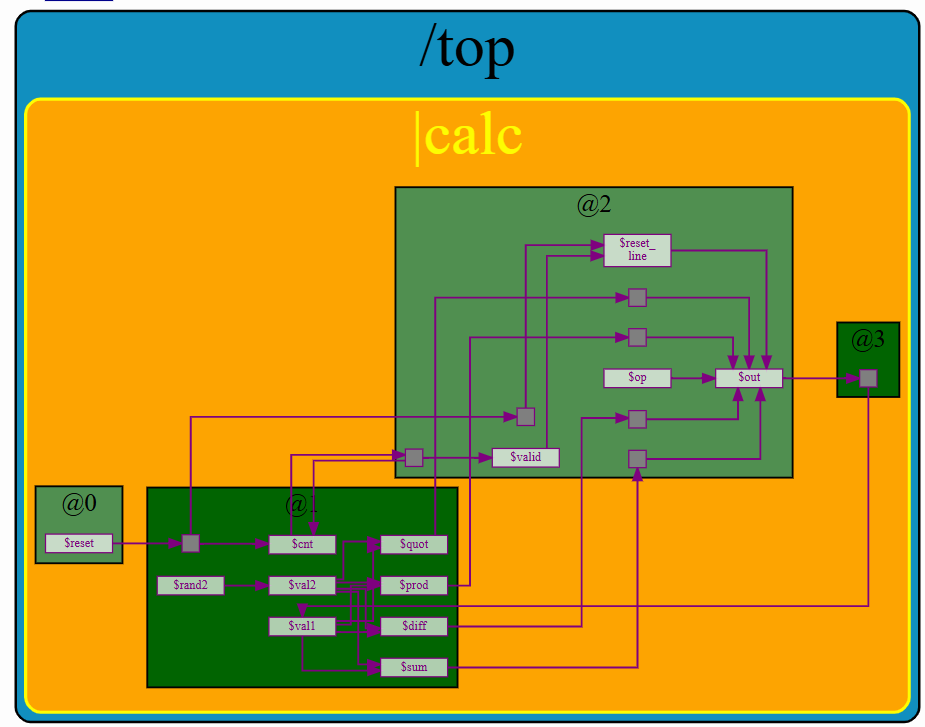 /top
|calc
@2
$reset_
line
@3
$op
$out
$valid
@0
@1
$reset
$cnt
$quot
$rand2
$val2
$prod
$val1
$diff
$sum